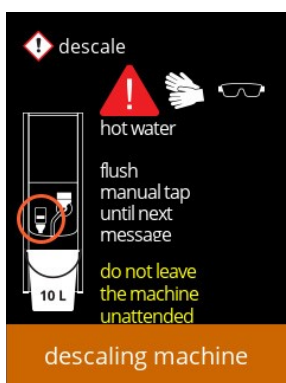 descale
hot water
flush
manual tap
until next
message
do not leave
the machine
unattended
10 L
descaling machine